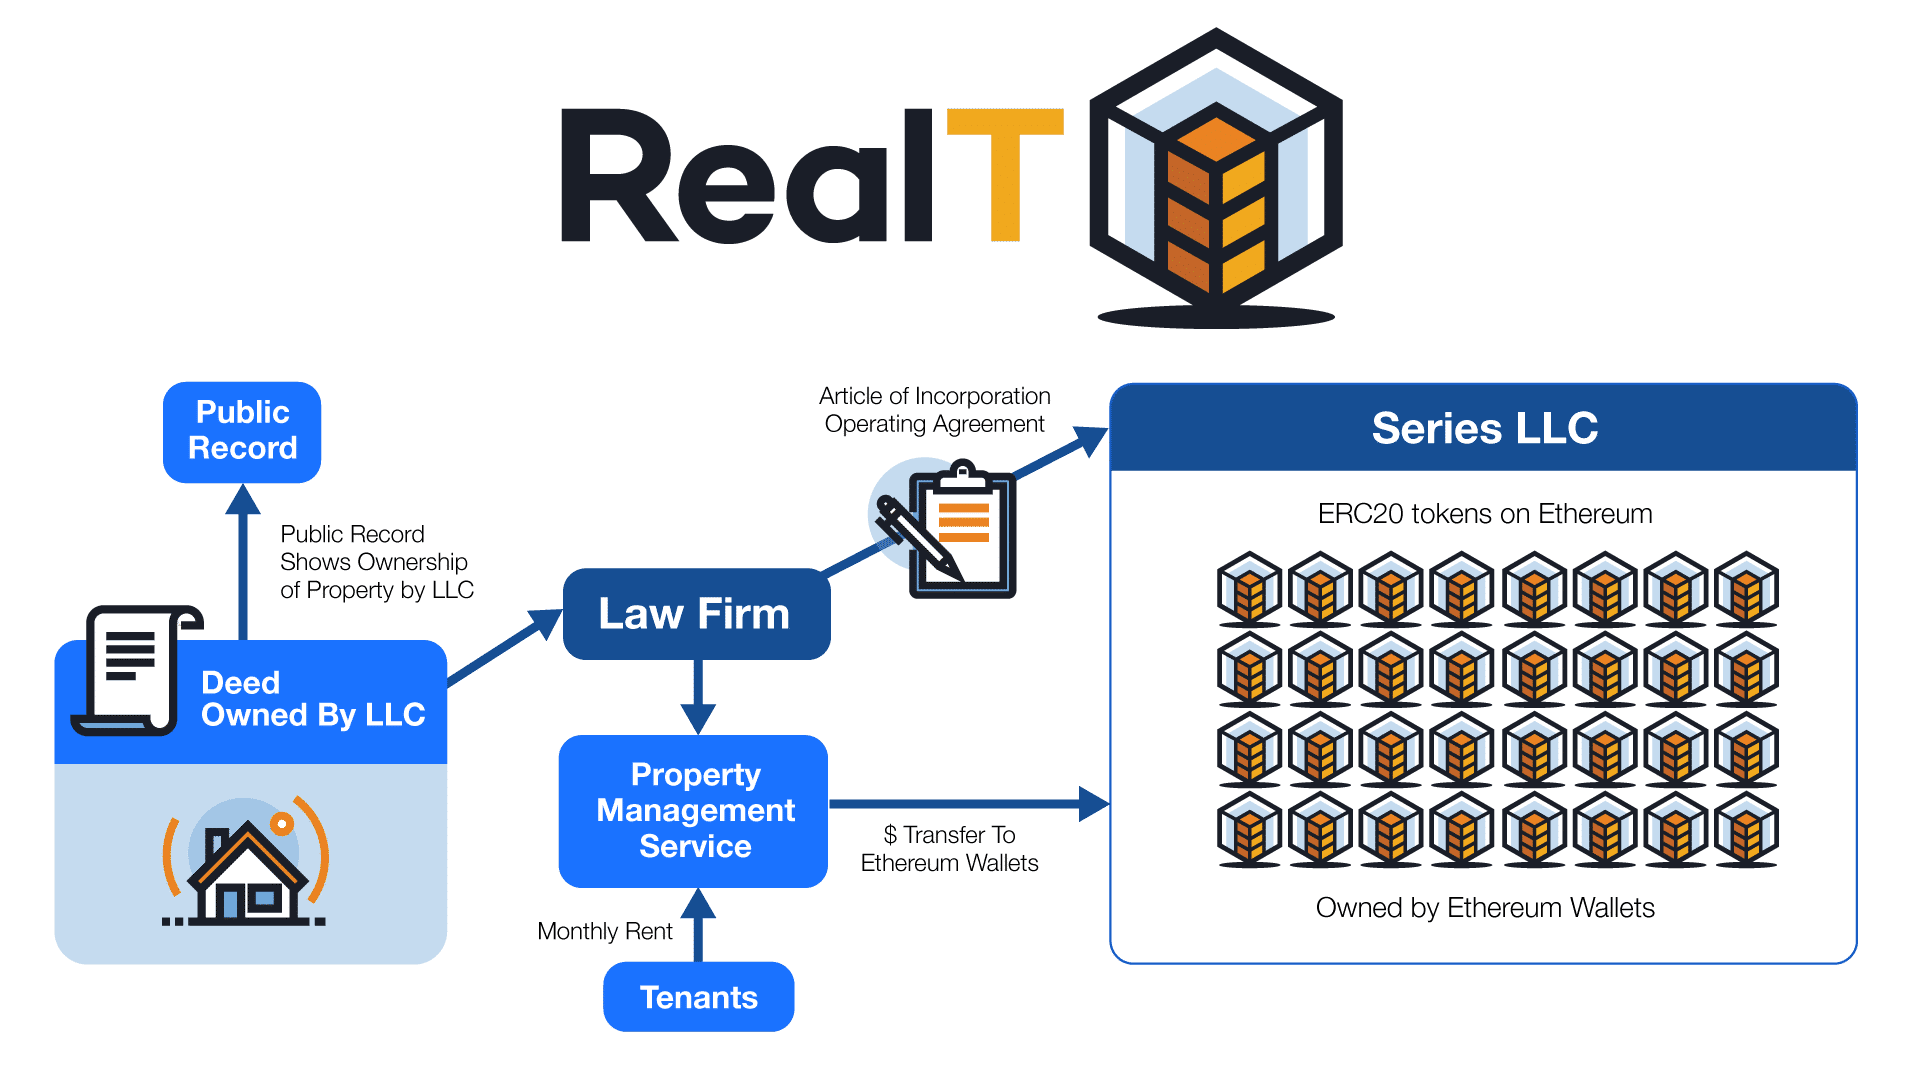 RealT
Public
Record
Public Record
Shows Ownership
of Property by LLC
Deed
Owned By LLC
Law Firm
Article of Incorporation
Operating Agreement
Property
Management
Service
Monthly Rent
Tenants
$ Transfer To
Ethereum Wallets
Series LLC
ERC20 tokens on Ethereum
Owned by Ethereum Wallets